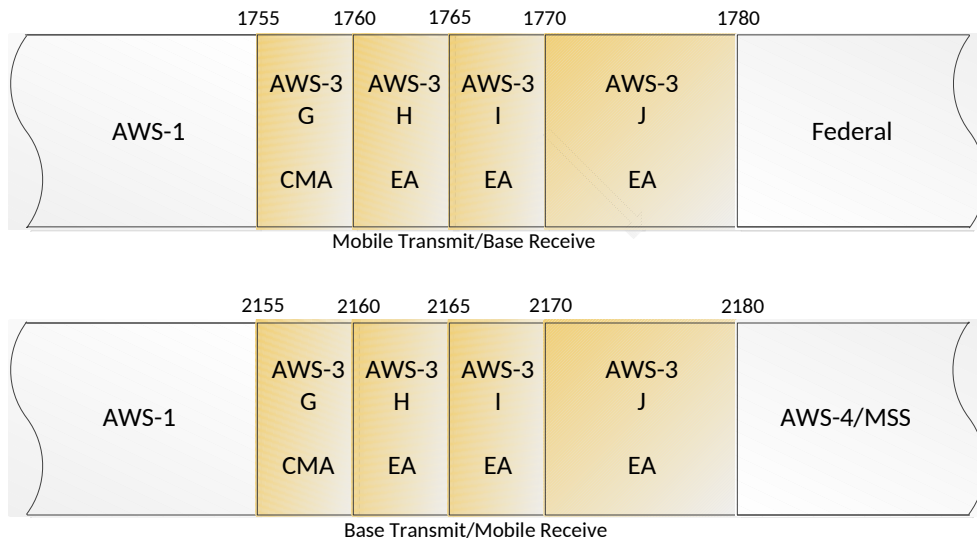 1755 1760 1765 1770 1780
AWS-3 AWS-3 AWS-3 AWS-3
G H I J
AWS-1 Federal
CMA EA EA EA
Mobile Transmit/Base Receive
2155 2160 2165 2170 2180
AWS-3 AWS-3 AWS-3 AWS-3
G H I J
AWS-1 AWS-4/MSS
CMA EA EA EA
Base Transmit/Mobile Receive